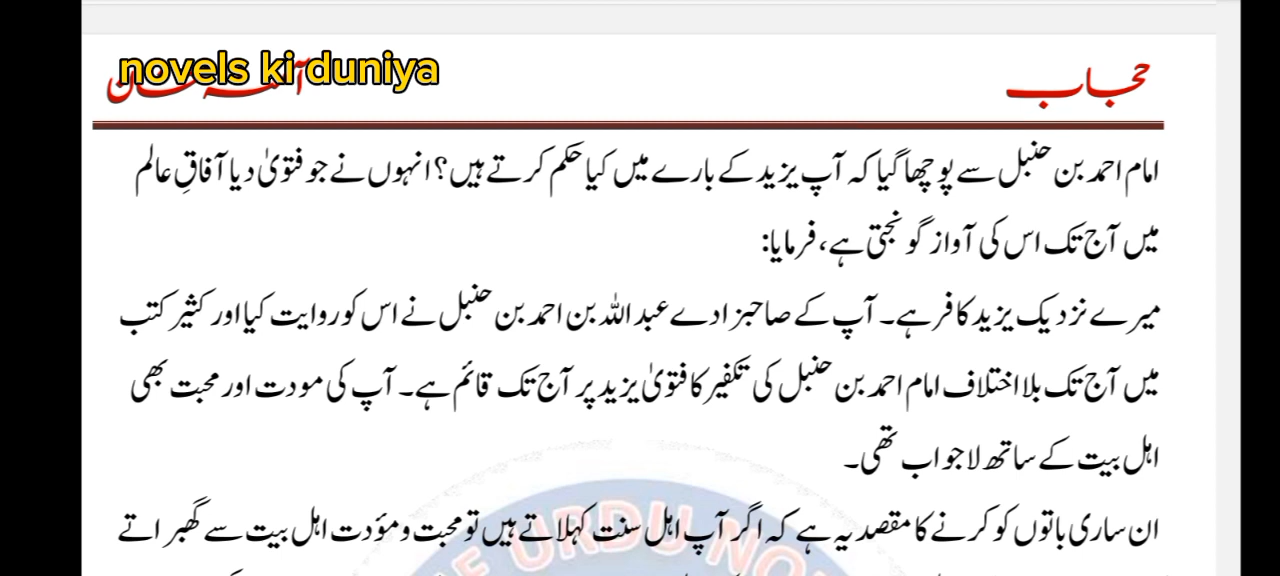 novels ki duniya
حجاب
امام احمد بن حنبل سے پوچھا گیا کہ آپ یزید کے بارے میں کیا حکم کرتے ہیں؟ انہوں نے جو فتویٰ دیا آفاقِ عالم
میں آج تک اس کی آواز گونجتی ہے، فرمایا:
میرے نزدیک یزید کافر ہے۔ آپ کے صاحبزادے عبداللہ بن احمد بن حنبل نے اس کو روایت کیا اور کثیر کتب
میں آج تک بلا اختلاف امام احمد بن حنبل کی تکفیر کا فتویٰ یزید پر آج تک قائم ہے۔ آپ کی مودت اور محبت بھی
اہل بیت کے ساتھ لاجواب تھی۔
ان ساری باتوں کو کرنے کا مقصد یہ ہے کہ اگر آپ اہل سنت کہلاتے ہیں تو محبت و مؤدت اہل بیت سے گھبراتے
URDU NO